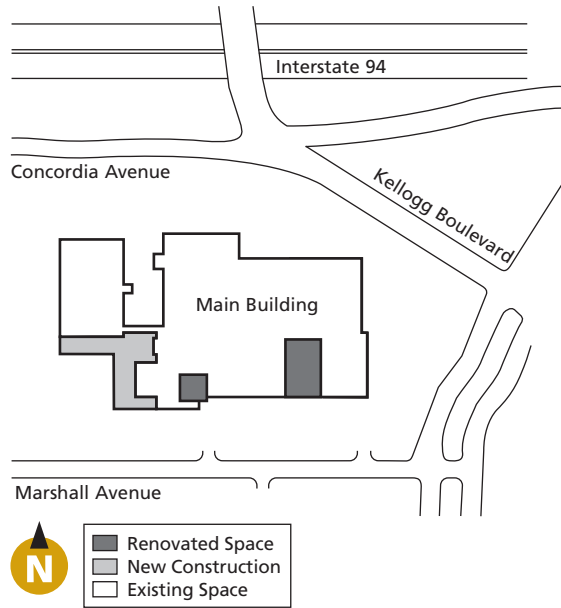 Interstate 94
Concordia Avenue
Kellogg Boulevard
Main Building
Marshall Avenue
N
Renovated Space
New Construction
Existing Space